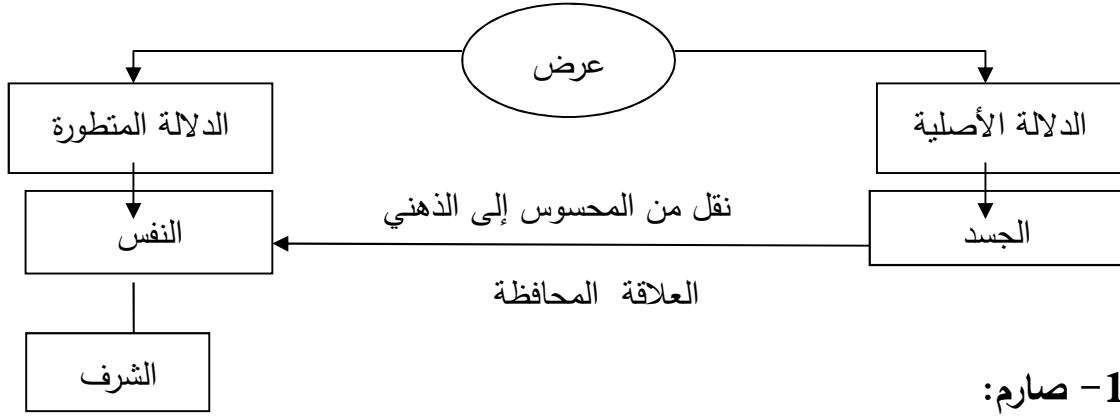 عرض
الدلالة الأصلية
الدلالة المتطورة
الجسد
نقل من المحسوس إلى الذهني
النفس
العلاقة المحافظة
الشرف
1- صارم: